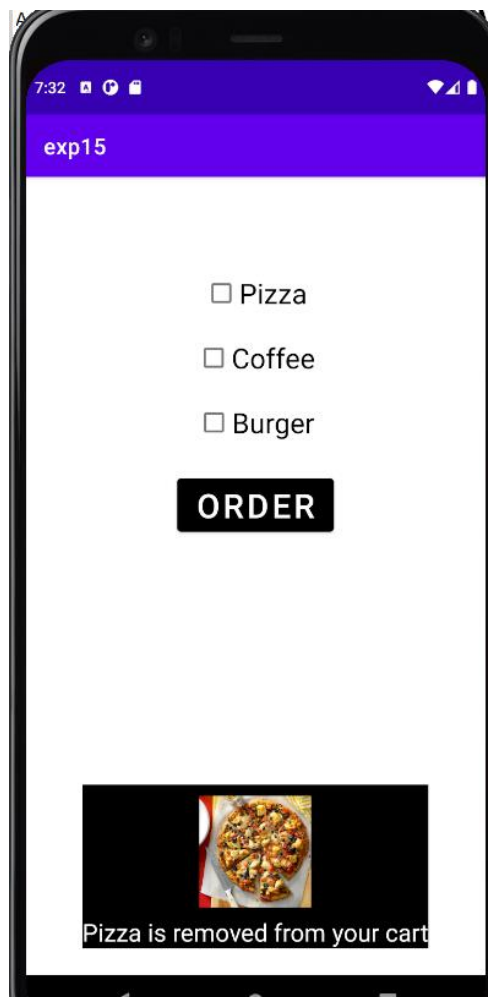 7:32
exp15
Pizza
Coffee
Burger
ORDER
Pizza is removed from your cart